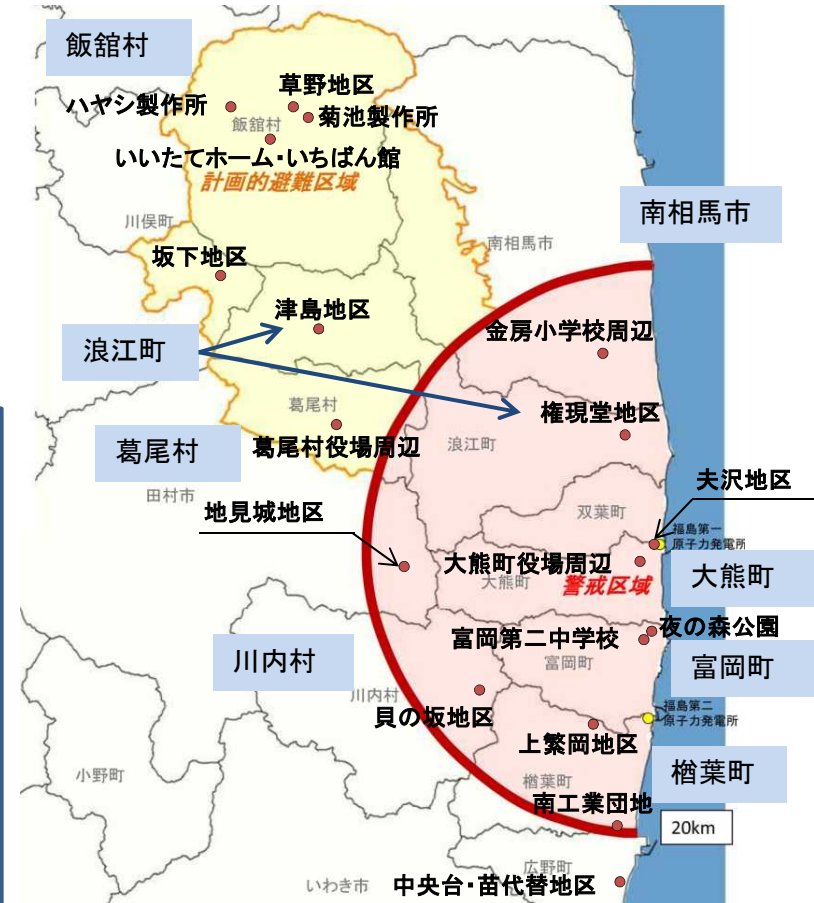 飯舘村
草野地区
ハヤシ製作所
菊池製作所
飯舘村
いいたてホーム・いちばん館
計画的避難区域
南相馬市
川俣町
南相馬市
坂下地区
津島地区
金房小学校周辺
浪江町
権現堂地区
葛尾村
浪江町
葛尾村役場周辺
葛尾村
夫沢地区
田村市
地見城地区
双葉町
福島第一
原子力発電所
大熊町役場周辺
大熊町
大熊町
警戒区域
夜の森公園
富岡第二中学校
川内村
富岡町
富岡町
川内村
貝の坂地区
福島第二
原子力発電所
上繁岡地区
小野町
楢葉町
楢葉町
南工業団地
20km
広野町
いわき市
中央台・苗代替地区